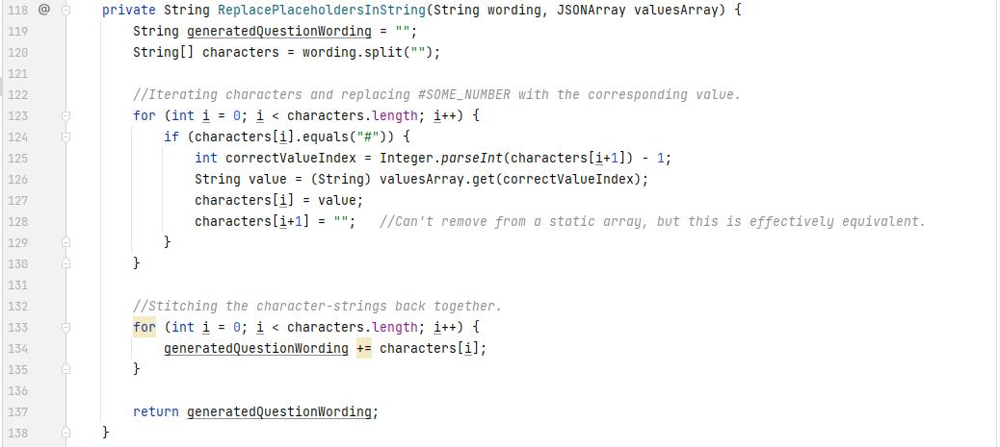 118 @ private String ReplacePlaceholdersInString(String wording, JSONArray valuesArray) {
119 String generatedQuestionWording = "";
120 String[] characters = wording.split("");
121
122 //Iterating characters and replacing #SOME_NUMBER with the corresponding value.
123 for (int i = 0; i < characters.length; i++) {
124 if (characters[i].equals("#")) {
125 int correctValueIndex = Integer.parseInt(characters[i+1]) - 1;
126 String value = (String) valuesArray.get(correctValueIndex);
127 characters[i] = value;
128 characters[i+1] = ""; //Can't remove from a static array, but this is effectively equivalent.
129 }
130 }
131
132 //Stitching the character-strings back together.
133 for (int i = 0; i < characters.length; i++) {
134 generatedQuestionWording += characters[i];
135 }
136
137 return generatedQuestionWording;
138 }